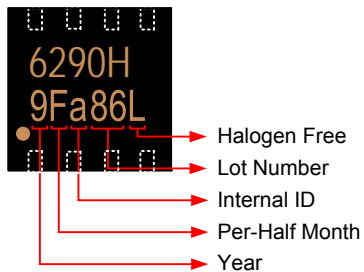 6290H
9Fa86L
Halogen Free
Lot Number
Internal ID
Per-Half Month
Year